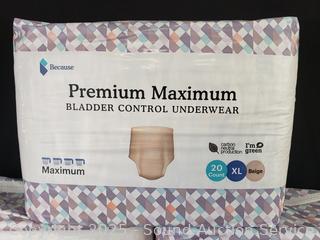 Because
Premium Maximum
BLADDER CONTROL UNDERWEAR
carbon
neutral
production
I'm
green
20
Count
XL
Beige
Maximum
Copyright 2025 - Sound Auction Service